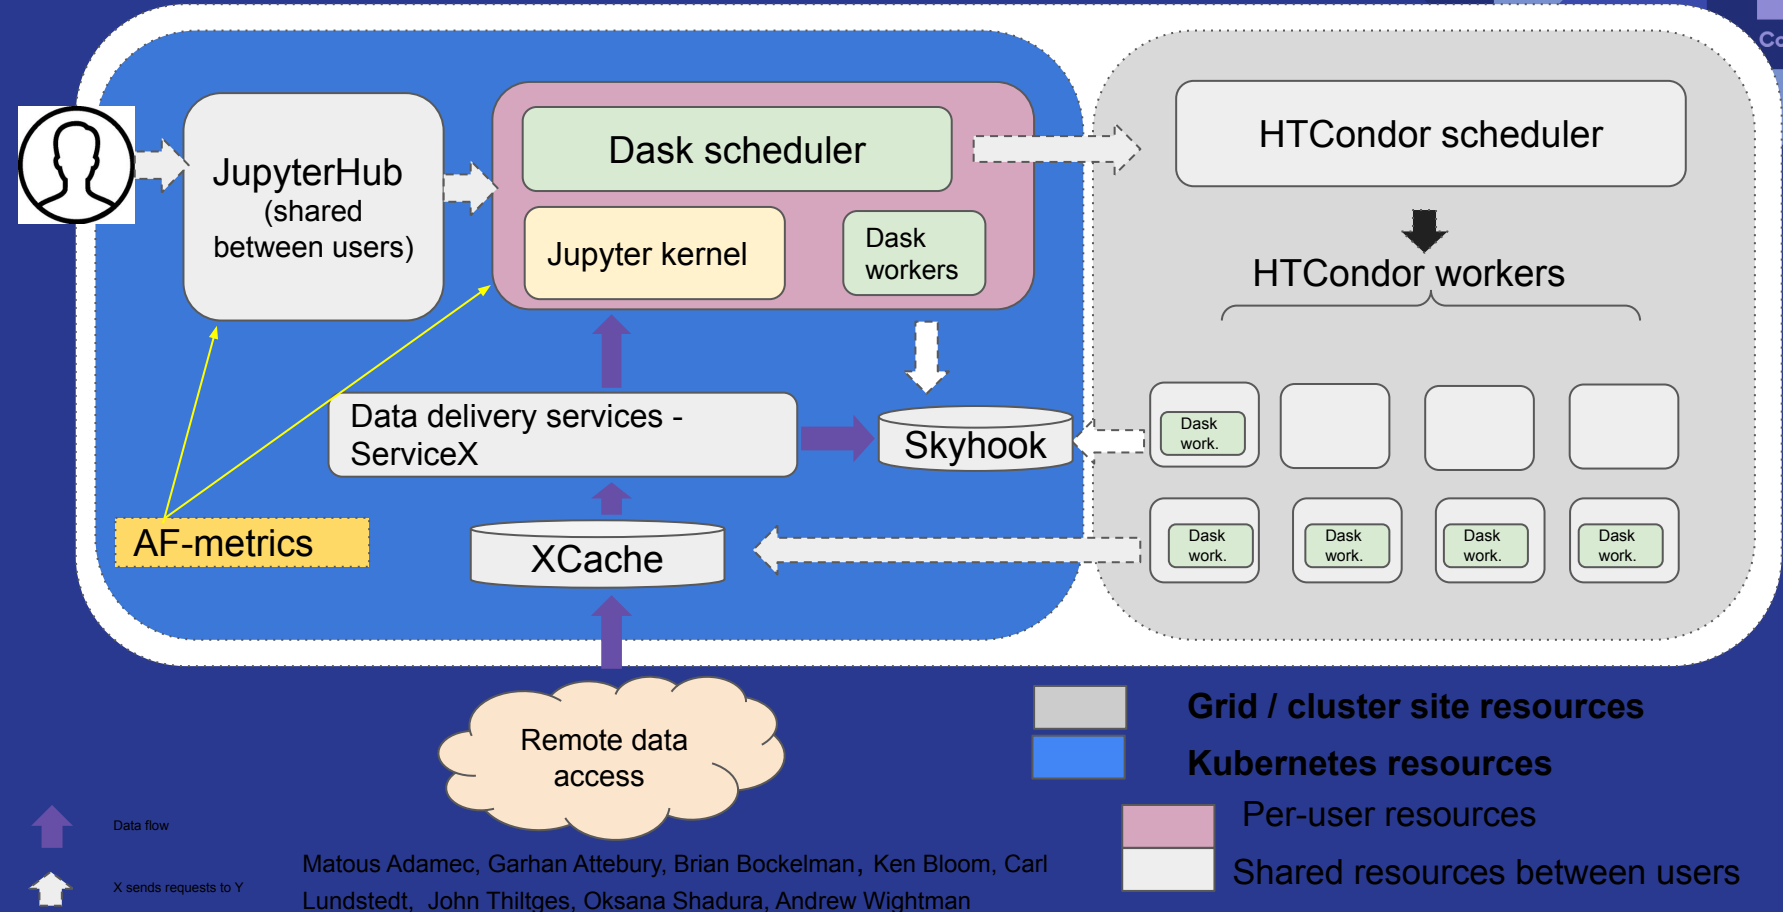 Co
JupyterHub
(shared
between users)
Dask scheduler
Jupyter kernel
Dask
workers
HTCondor scheduler
HTCondor workers
Data delivery services -
ServiceX
Skyhook
Dask
work.
AF-metrics
XCache
Dask
work.
Dask
work.
Dask
work.
Dask
work.
Remote data
access
Grid / cluster site resources
Kubernetes resources
Per-user resources
Shared resources between users
Data flow
X sends requests to Y
Matous Adamec, Garhan Attebury, Brian Bockelman, Ken Bloom, Carl
Lundstedt, John Thiltges, Oksana Shadura, Andrew Wightman